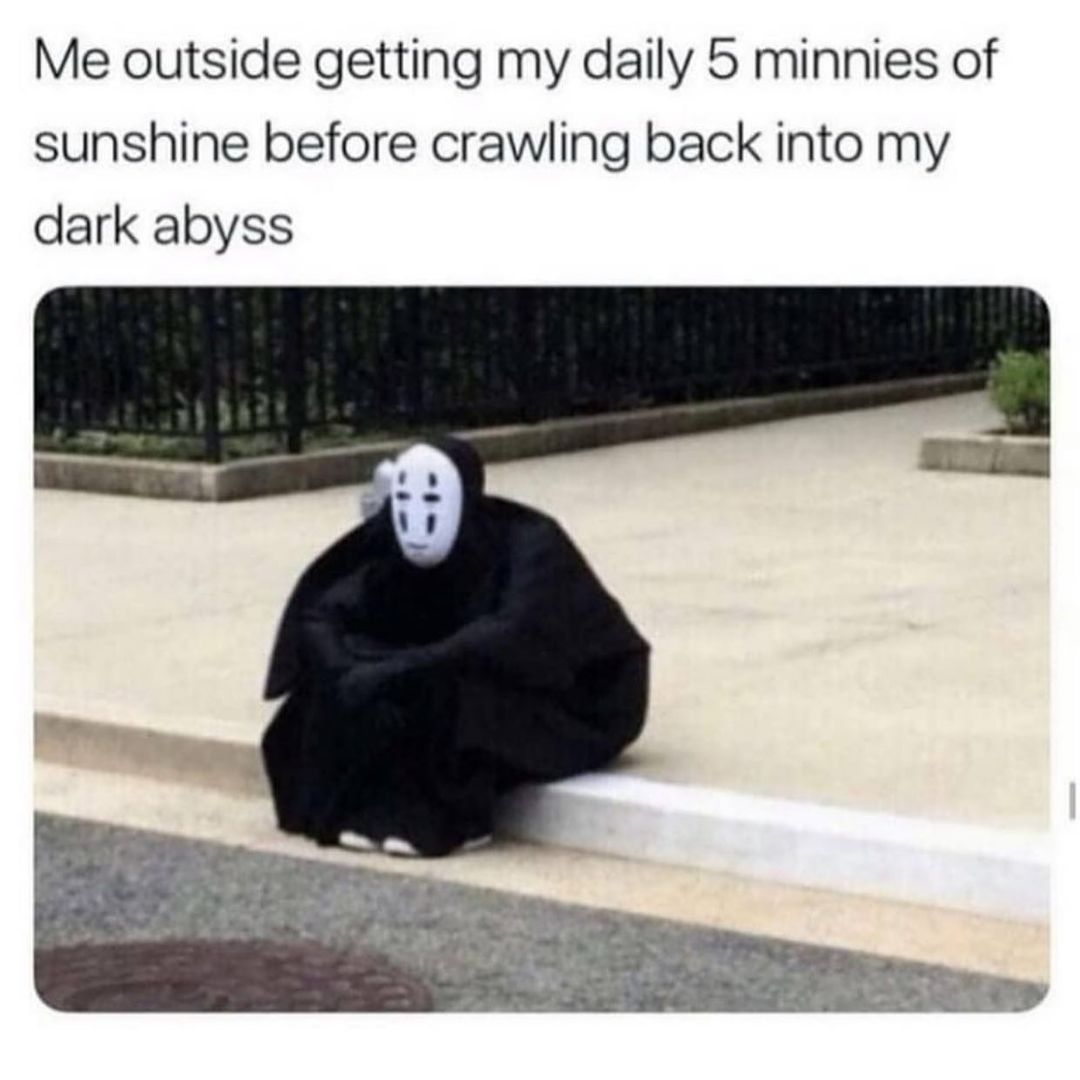 Me outside getting my daily 5 minnies of
sunshine before crawling back into my
dark abyss